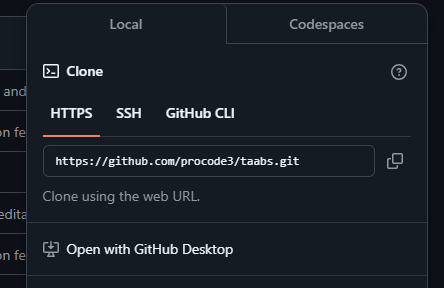 Local Codespaces
Clone
and
HTTPS SSH GitHub CLI
on fe
https://github.com/procode3/taabs.git
Clone using the web URL.
edita
Open with GitHub Desktop
on fe